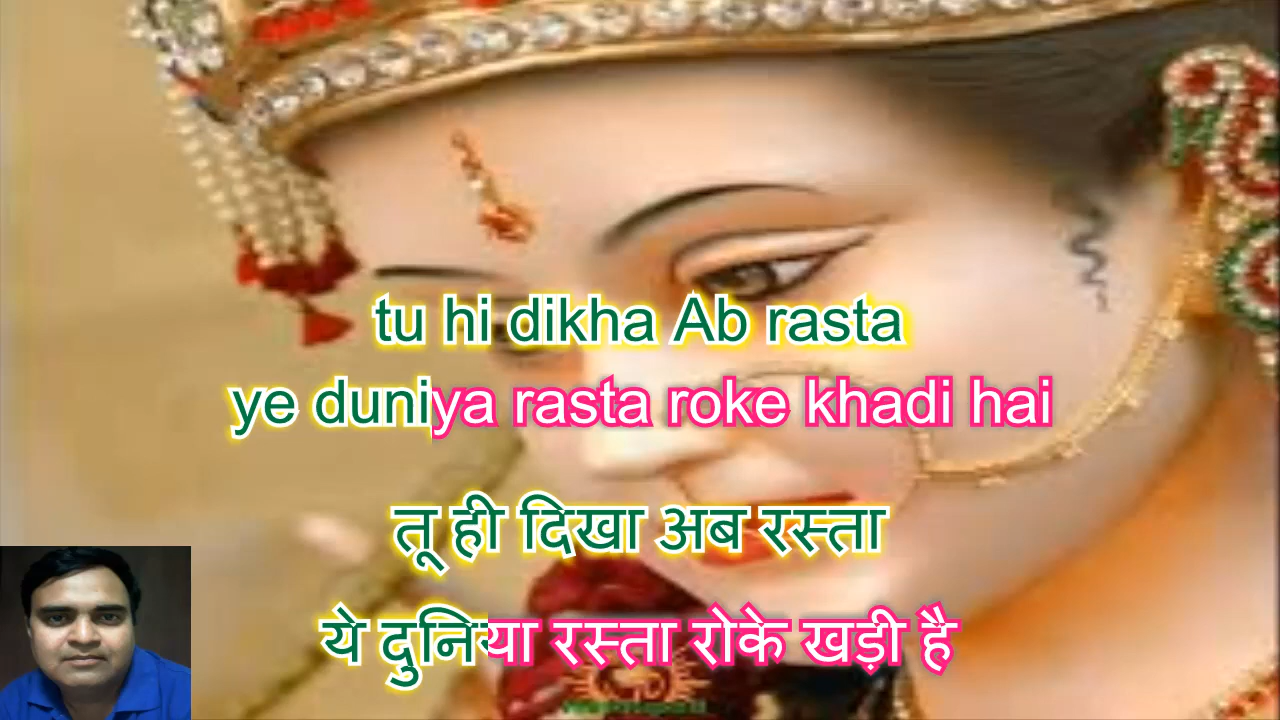 tu hi dikha Ab rasta
ye duniya rasta roke khadi hai
तू ही दिखा अब रस्ता
ये दुनिया रस्ता रोके खड़ी है